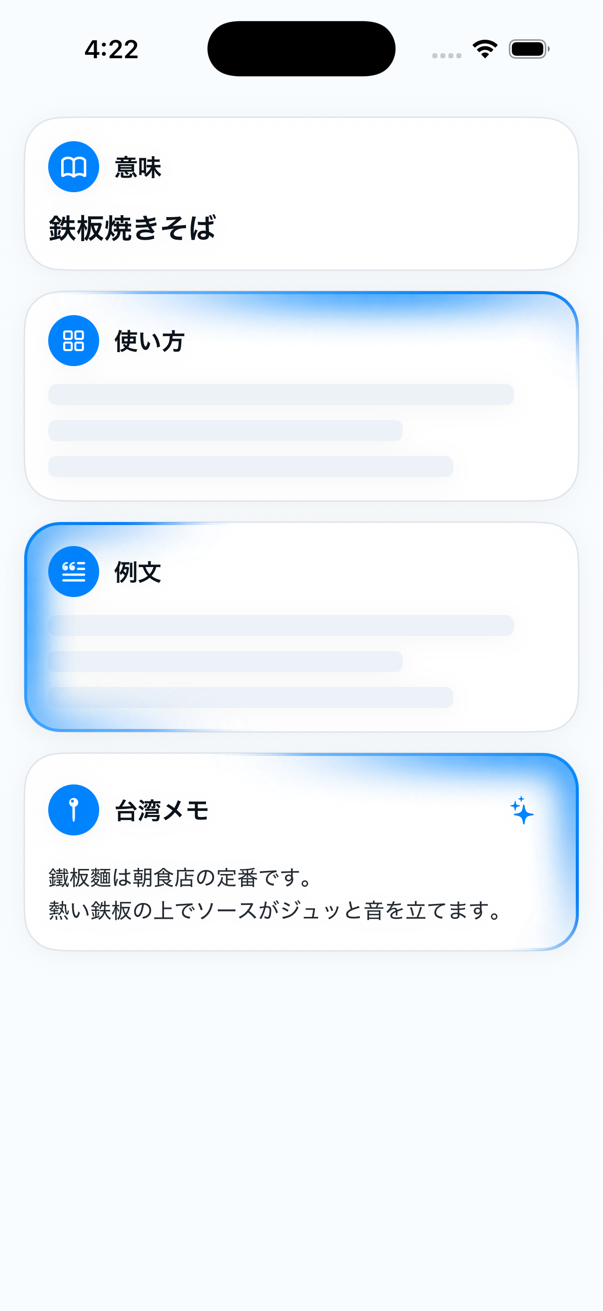 4:22
意味
鉄板焼きそば
使い方
例文
台湾メモ
鐵板麵は朝食店の定番です。
熱い鉄板の上でソースがジュッと音を立てます。